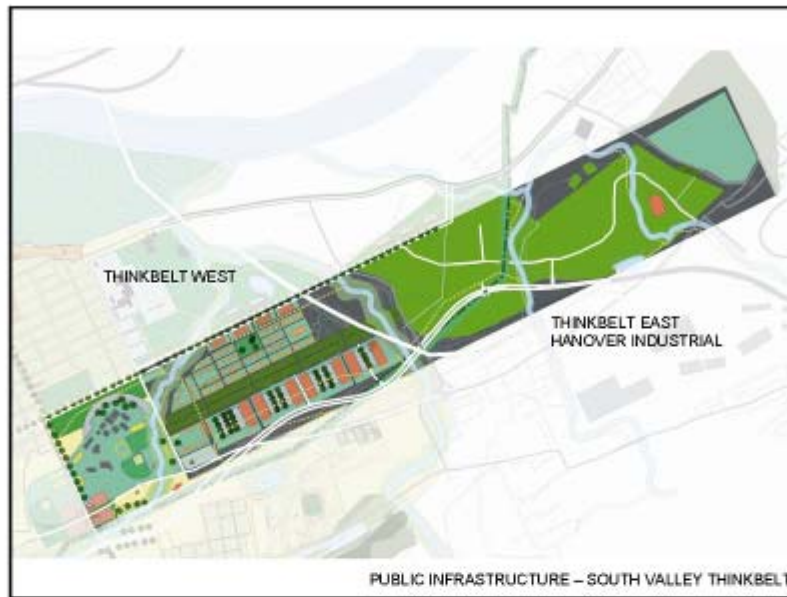 THINKBELT WEST
THINKBELT EAST
HANOVER INDUSTRIAL
PUBLIC INFRASTRUCTURE – SOUTH VALLEY THINKBELT